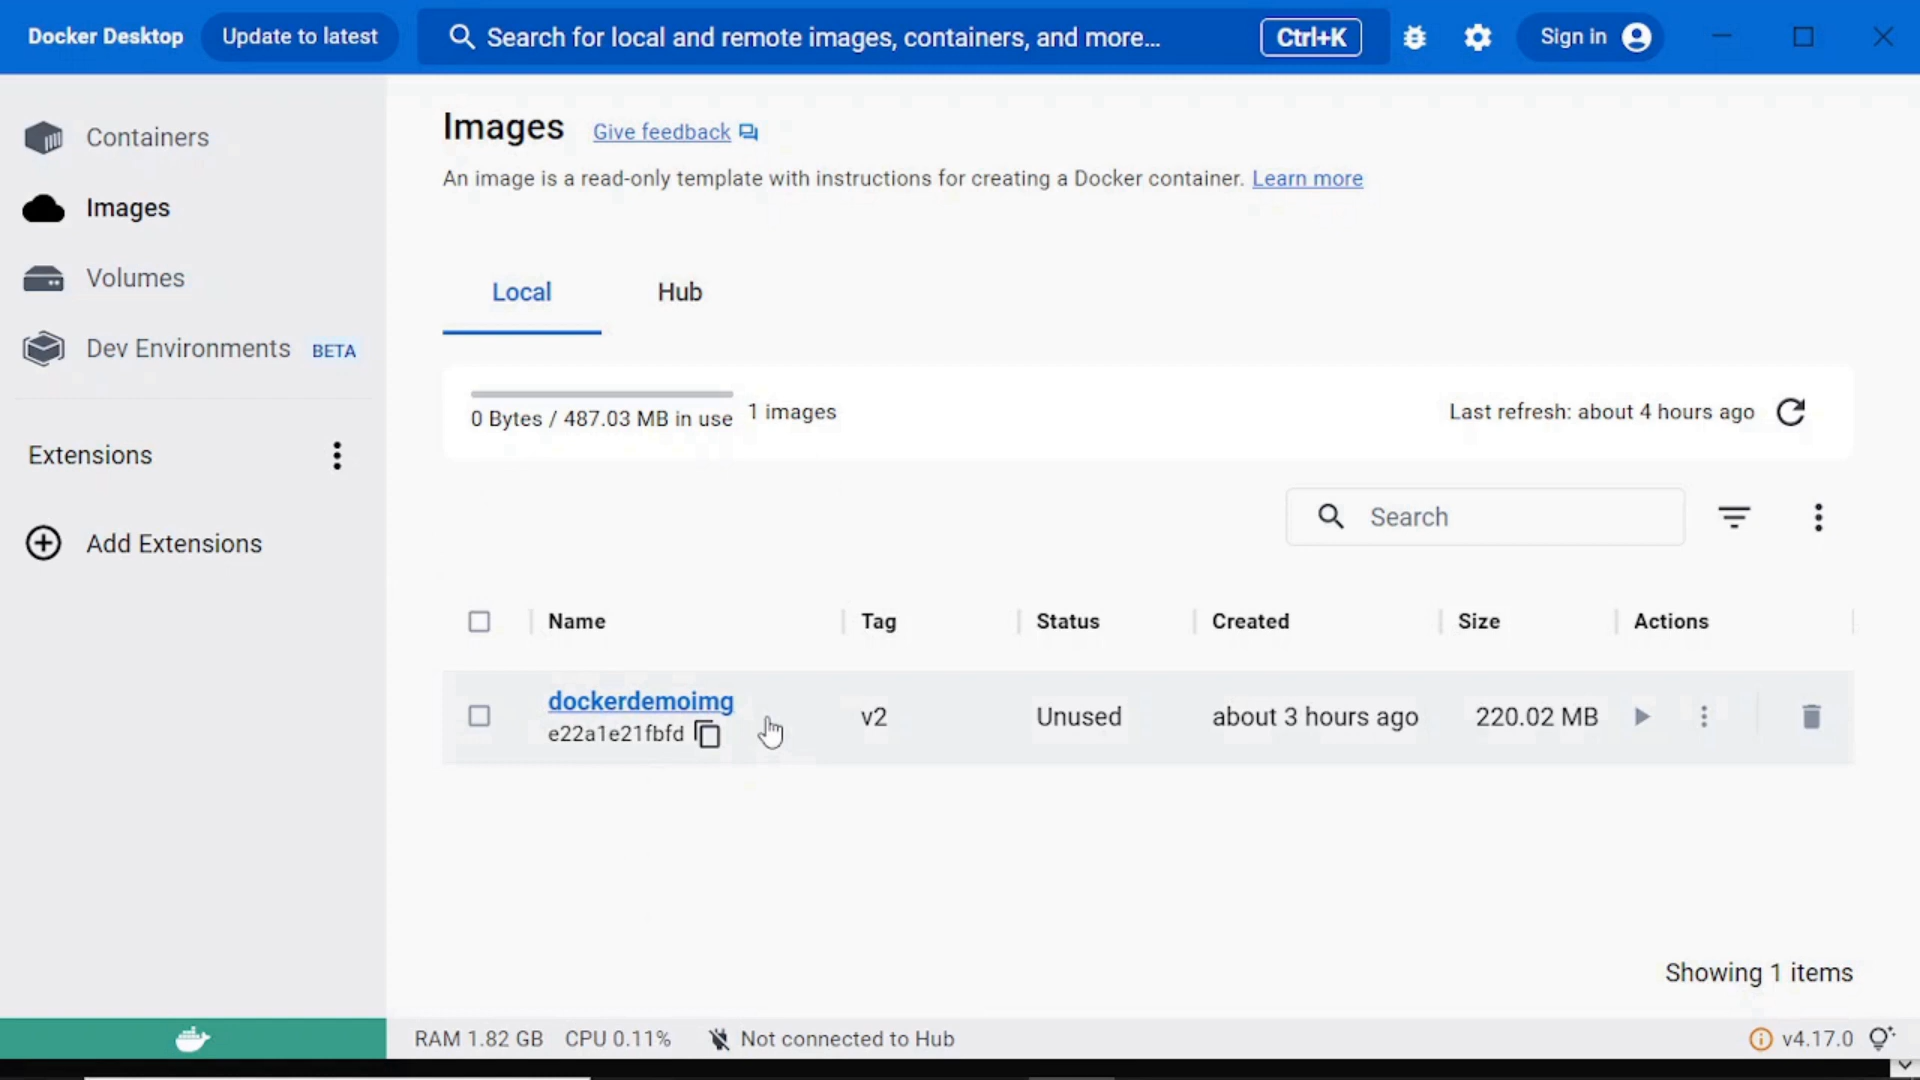 Docker Desktop Update to latest Search for local and remote images, containers, and more... Ctrl+K Sign in
Containers
Images
Volumes
Dev Environments BETA
Extensions
Add Extensions
Images Give feedback
An image is a read-only template with instructions for creating a Docker container. Learn more
Local Hub
0 Bytes / 487.03 MB in use 1 images Last refresh: about 4 hours ago
Search
Name Tag Status Created Size Actions
dockerdemoimg v2 Unused about 3 hours ago 220.02 MB
e22a1e21fbfd
Showing 1 items
RAM 1.82 GB CPU 0.11% Not connected to Hub v4.17.0